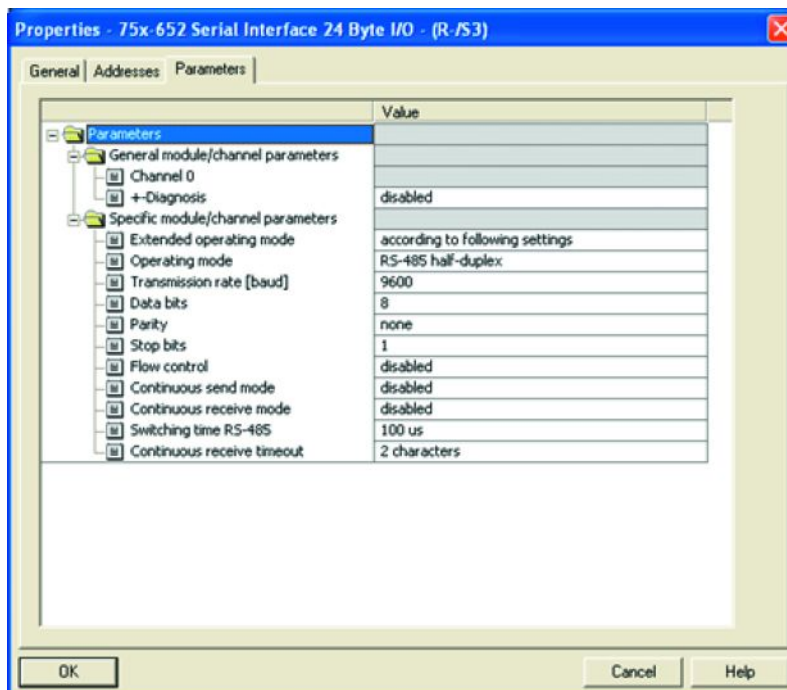 Properties - 75x-652 Serial Interface 24 Byte I/O - (R-/S3)
General Addresses Parameters
Value
Parameters
General module/channel parameters
Channel 0
+-Diagnosis disabled
Specific module/channel parameters
Extended operating mode according to following settings
Operating mode RS-485 half-duplex
Transmission rate [baud] 9600
Data bits 8
Parity none
Stop bits 1
Flow control disabled
Continuous send mode disabled
Continuous receive mode disabled
Switching time RS-485 100 us
Continuous receive timeout 2 characters
OK Cancel Help